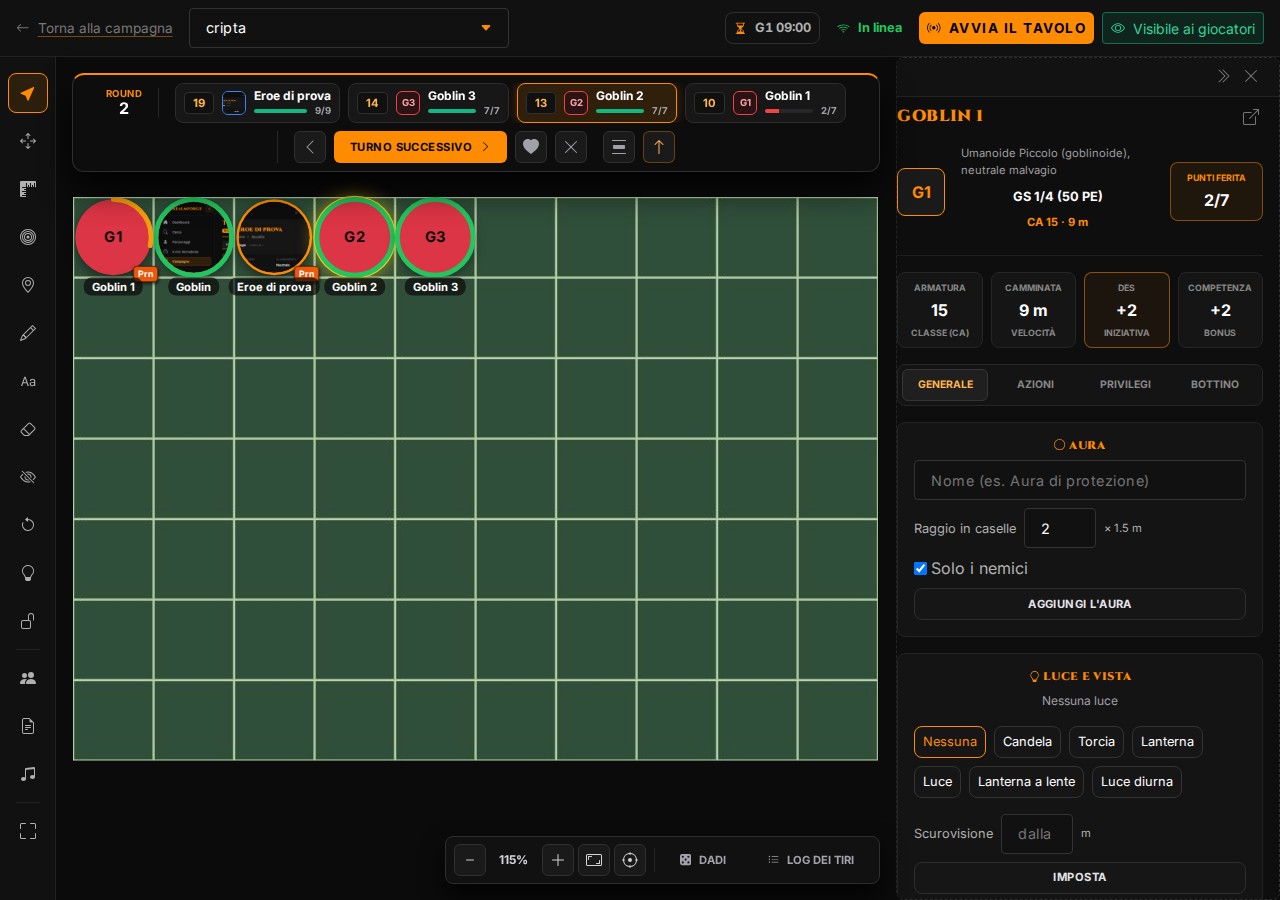 Torna alla campagna
cripta
G1 09:00
In linea
AVVIA IL TAVOLO
Visibile ai giocatori
ROUND
2
19
Eroe di prova
9/9
14
G3
Goblin 3
7/7
13
G2
Goblin 2
7/7
10
G1
Goblin 1
2/7
TURNO SUCCESSIVO
G1
Prn
Goblin 1
Goblin
EROE DI PROVA
Prn
Eroe di prova
G2
Goblin 2
G3
Goblin 3
115%
DADI
LOG DEI TIRI
GOBLIN 1
G1
Umanoide Piccolo (goblinoide),
neutrale malvagio
GS 1/4 (50 PE)
CA 15 · 9 m
PUNTI FERITA
2/7
ARMATURA
15
CLASSE (CA)
CAMMINATA
9 m
VELOCITÀ
DES
+2
INIZIATIVA
COMPETENZA
+2
BONUS
GENERALE
AZIONI
PRIVILEGI
BOTTINO
AURA
Nome (es. Aura di protezione)
Raggio in caselle
2
× 1.5 m
Solo i nemici
AGGIUNGI L'AURA
LUCE E VISTA
Nessuna luce
Nessuna
Candela
Torcia
Lanterna
Luce
Lanterna a lente
Luce diurna
Scurovisione
dalla
m
IMPOSTA
Aa